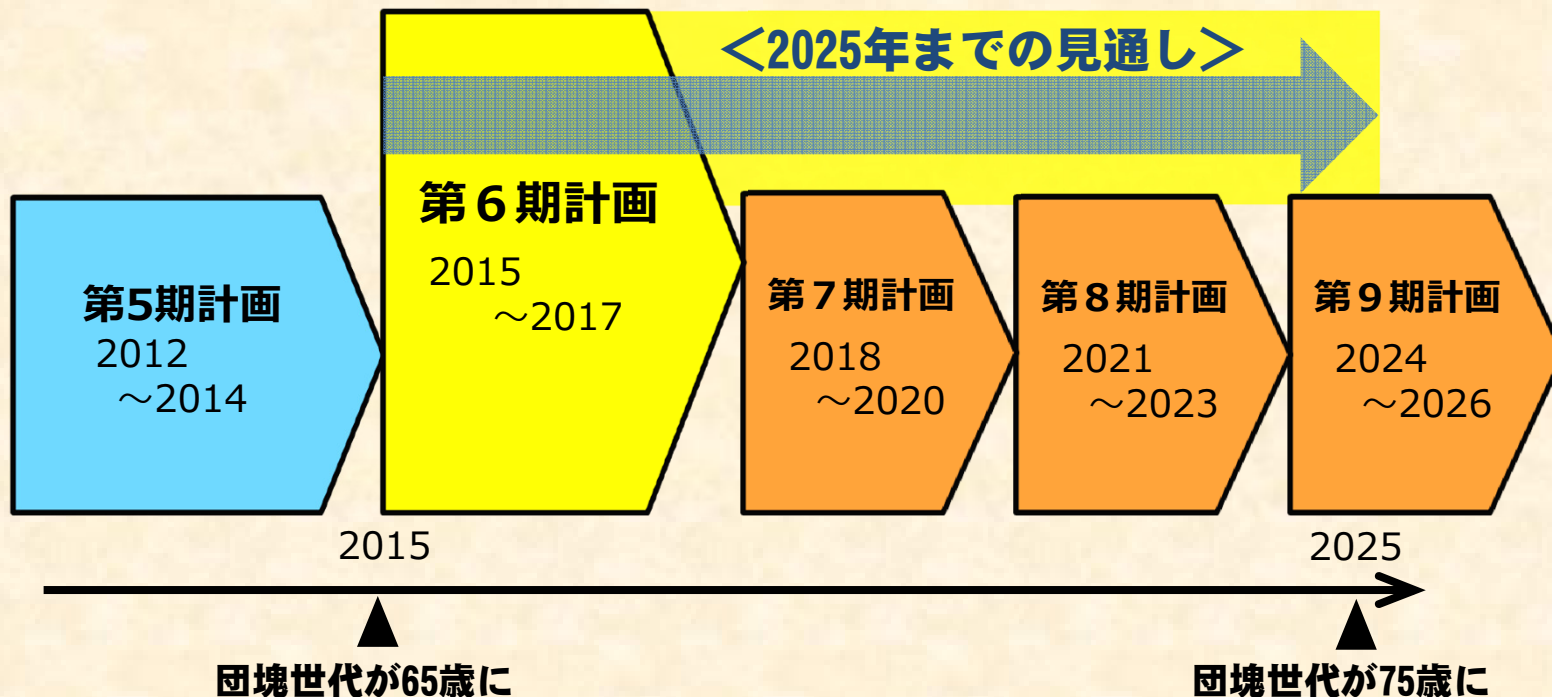 ＜2025年までの見通し＞
第5期計画
2012
～2014
第６期計画
2015
～2017
第７期計画
2018
～2020
第８期計画
2021
～2023
第９期計画
2024
～2026
2015
2025
団塊世代が65歳に
団塊世代が75歳に